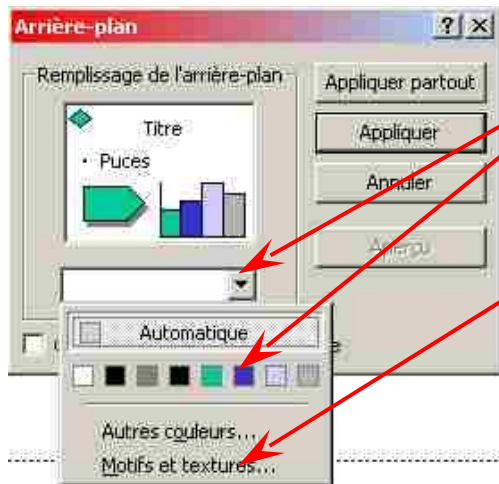 Arrière-plan
Remplissage de l'arrière-plan
Titre
• Puces
Appliquer partout
Appliquer
Annuler
Aperçu
Automatique
Autres couleurs...
Motifs et textures...